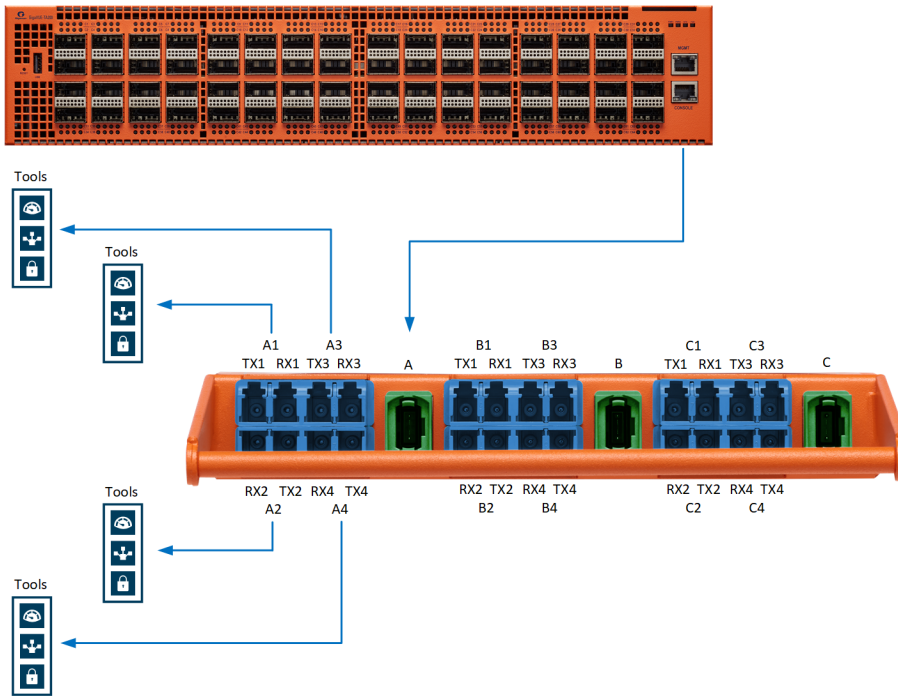 MGMT
CONSOLE
Tools
Tools
A1 A3 B1 B3 C1 C3
TX1 RX1 TX3 RX3 A TX1 RX1 TX3 RX3 B TX1 RX1 TX3 RX3 C
RX2 TX2 RX4 TX4 RX2 TX2 RX4 TX4 RX2 TX2 RX4 TX4
A2 A4 B2 B4 C2 C4
Tools
Tools